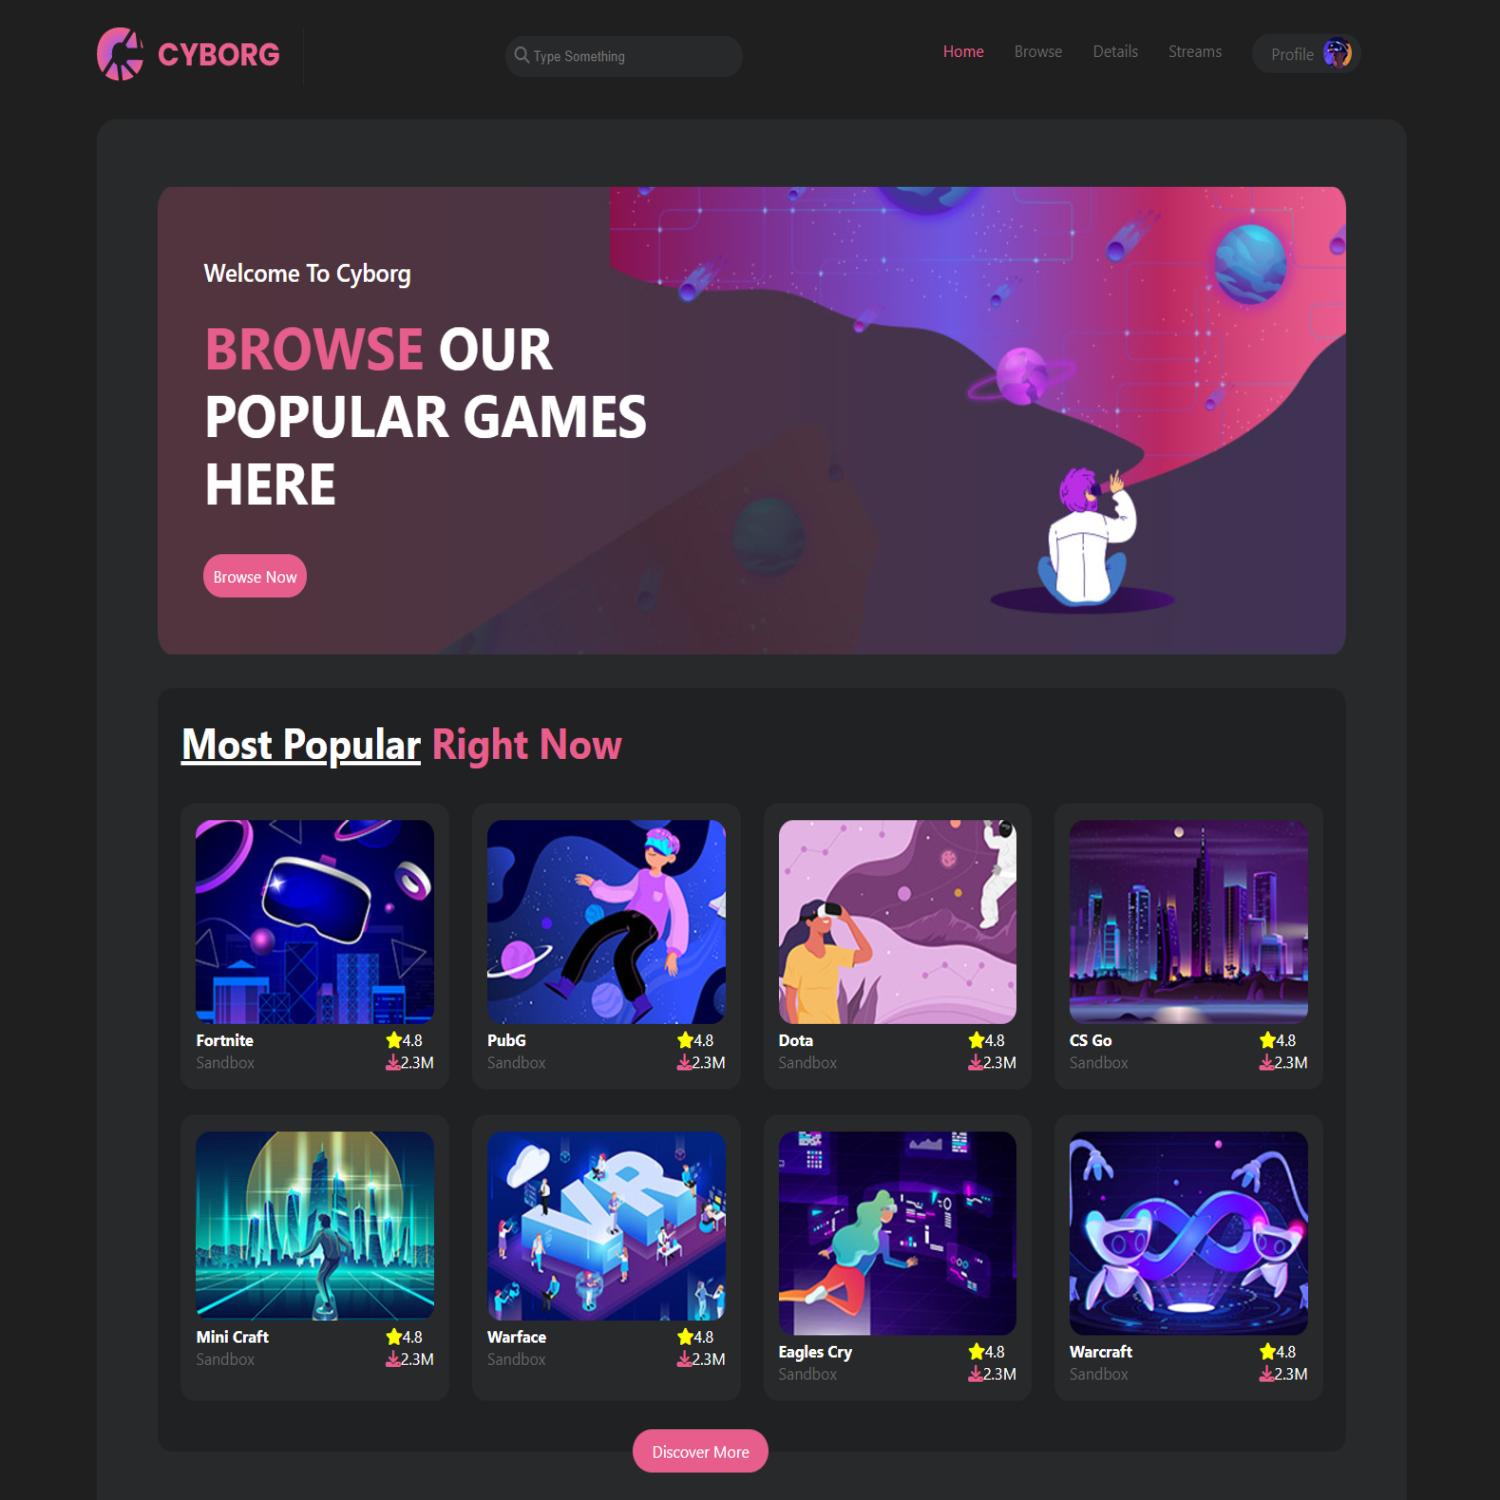 CYBORG
Type Something
Home
Browse
Details
Streams
Profile
Welcome To Cyborg
BROWSE OUR
POPULAR GAMES
HERE
Browse Now
Most Popular Right Now
Fortnite
4.8
Sandbox
2.3M
PubG
4.8
Sandbox
2.3M
Dota
4.8
Sandbox
2.3M
CS Go
4.8
Sandbox
2.3M
Mini Craft
4.8
Sandbox
2.3M
VR
Warface
4.8
Sandbox
2.3M
Eagles Cry
4.8
Sandbox
2.3M
Warcraft
4.8
Sandbox
2.3M
Discover More